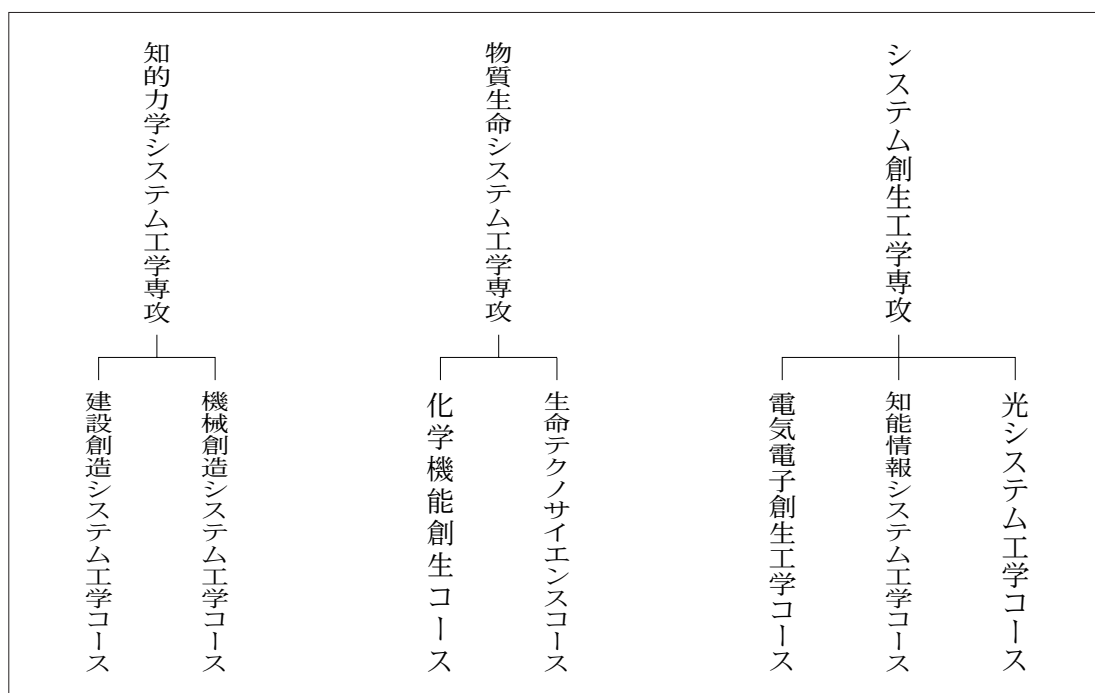 知的力学システム工学専攻
建設創造システム工学コース
機械創造システム工学コース
物質生命システム工学専攻
化学機能創生コース
生命テクノサイエンスコース
システム創生工学専攻
電気電子創生工学コース
知能情報システム工学コース
光システム工学コース